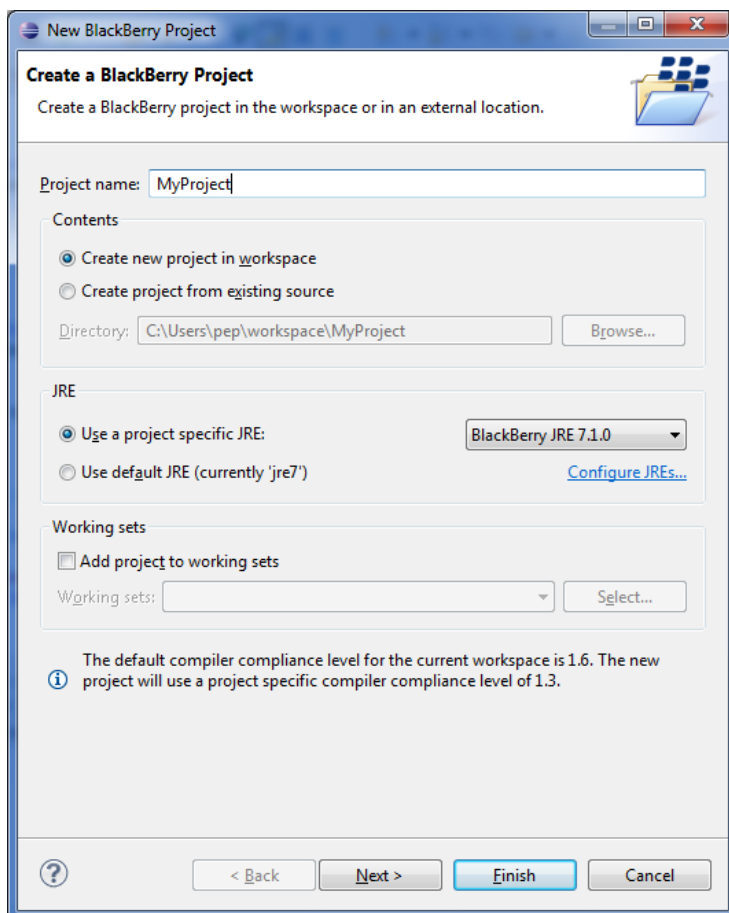 New BlackBerry Project
Create a BlackBerry Project
Create a BlackBerry project in the workspace or in an external location.
Project name: MyProject
Contents
Create new project in workspace
Create project from existing source
Directory: C:\Users\pep\workspace\MyProject Browse...
JRE
Use a project specific JRE: BlackBerry JRE 7.1.0
Use default JRE (currently 'jre7') Configure JREs...
Working sets
Add project to working sets
Working sets: Select...
The default compiler compliance level for the current workspace is 1.6. The new
project will use a project specific compiler compliance level of 1.3.
< Back Next > Finish Cancel